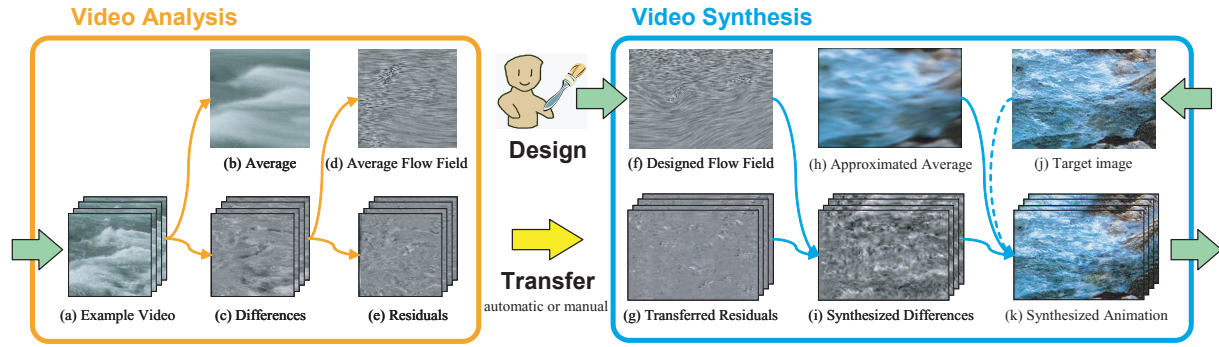 Video Analysis
Video Synthesis
(b) Average
(d) Average Flow Field
Design
(f) Designed Flow Field
(h) Approximated Average
(j) Target image
Transfer
automatic or manual
(a) Example Video
(c) Differences
(e) Residuals
(g) Transferred Residuals
(i) Synthesized Differences
(k) Synthesized Animation